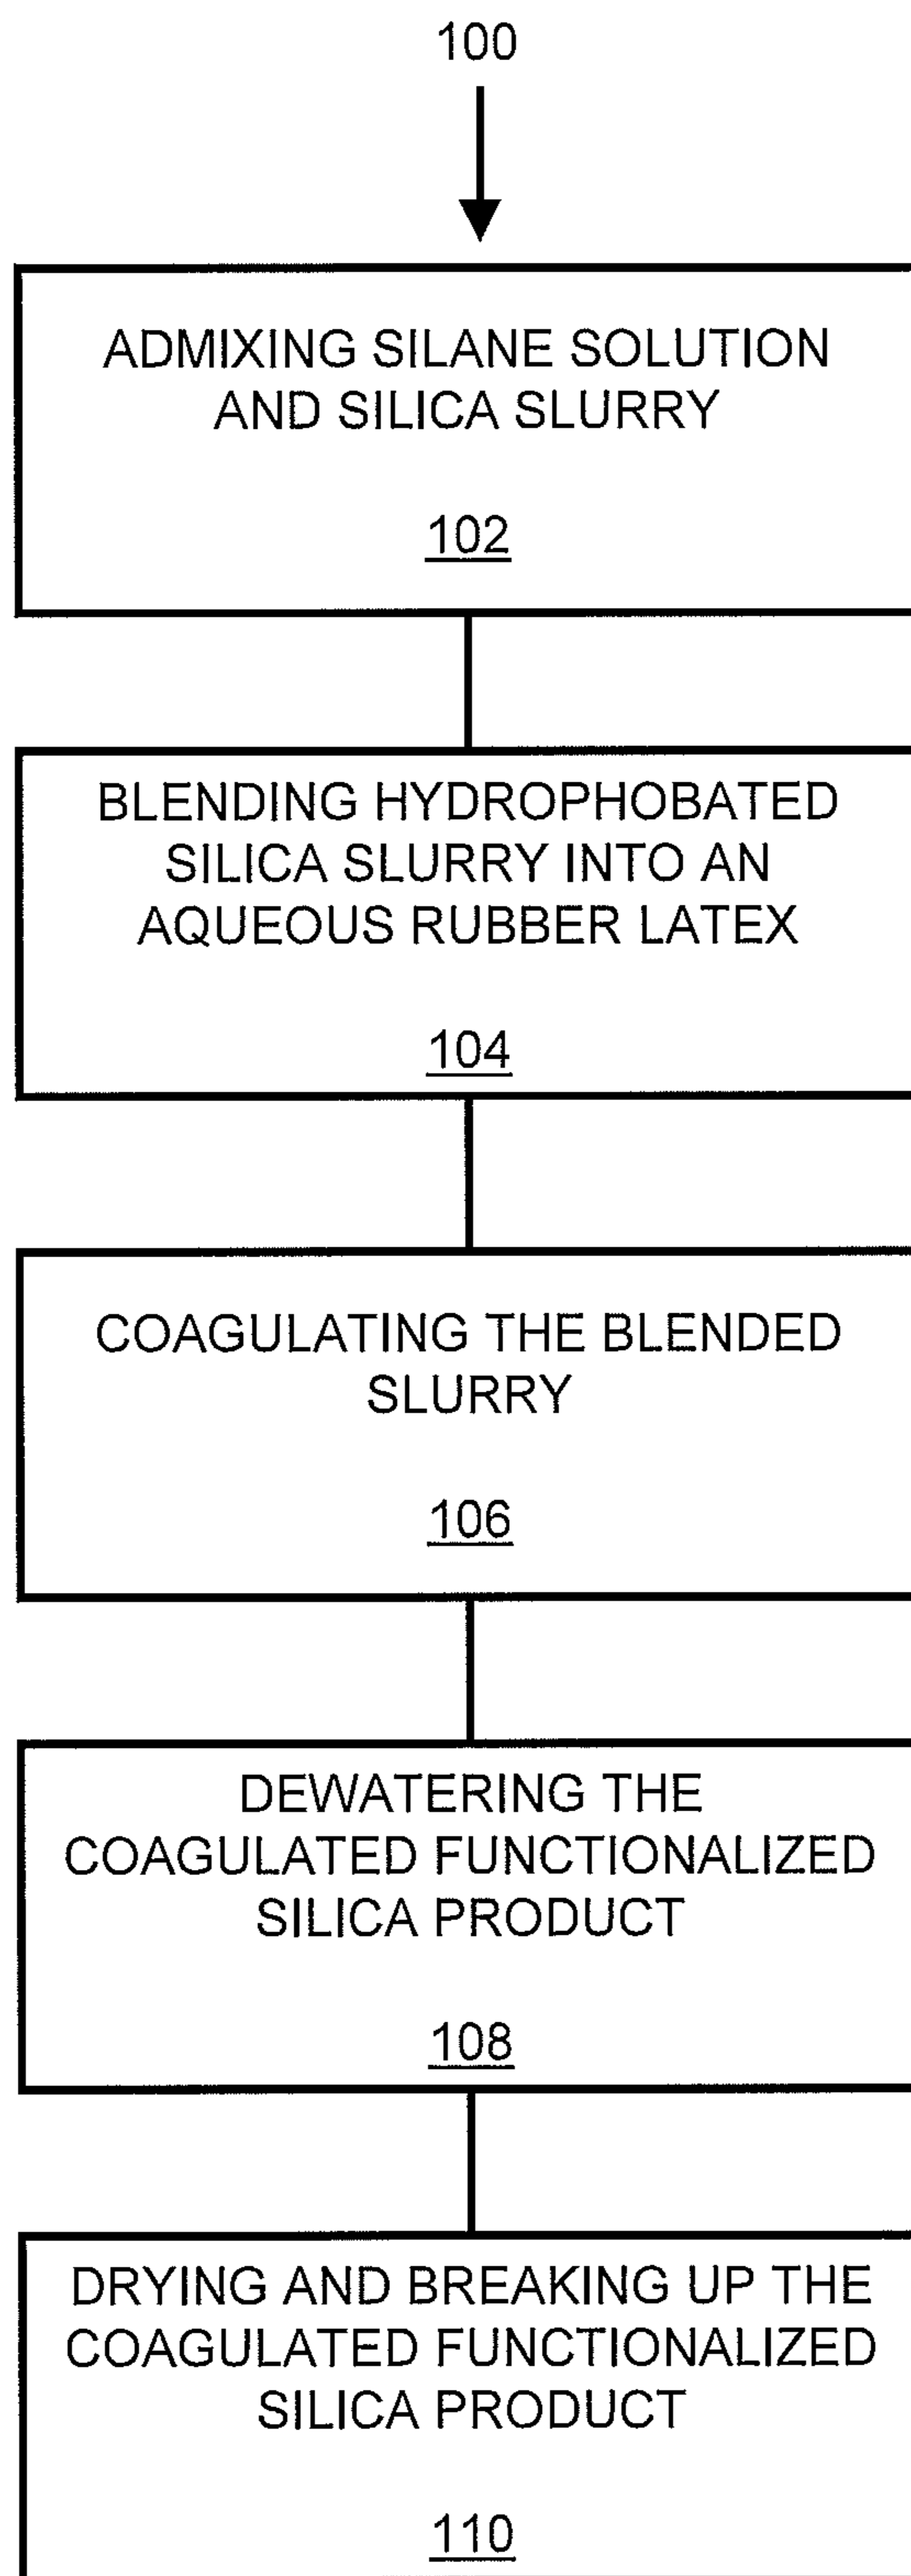 100
ADMIXING SILANE SOLUTION
AND SILICA SLURRY
102
BLENDING HYDROPHOBATED
SILICA SLURRY INTO AN
AQUEOUS RUBBER LATEX
104
COAGULATING THE BLENDED
SLURRY
106
DEWATERING THE
COAGULATED FUNCTIONALIZED
SILICA PRODUCT
108
DRYING AND BREAKING UP THE
COAGULATED FUNCTIONALIZED
SILICA PRODUCT
110